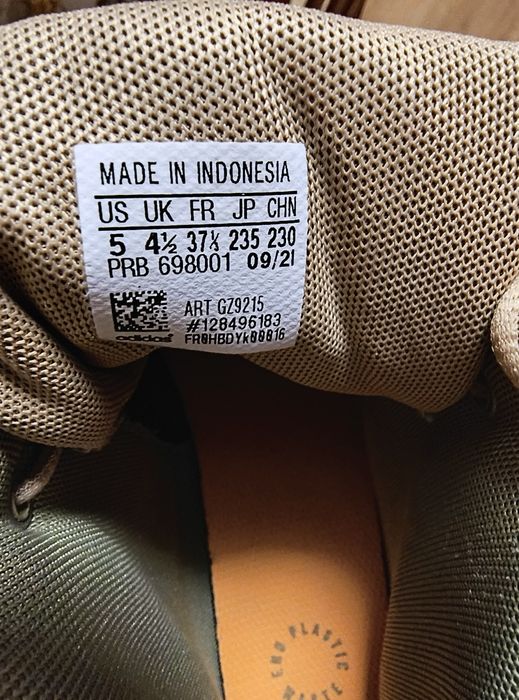 MADE IN INDONESIA
US UK FR JP CHN
5 4½ 37⅓ 235 230
PRB 698001 09/21
ART GZ9215
#128496183
adidas FR0HBDYk00016
END PLASTIC WASTE